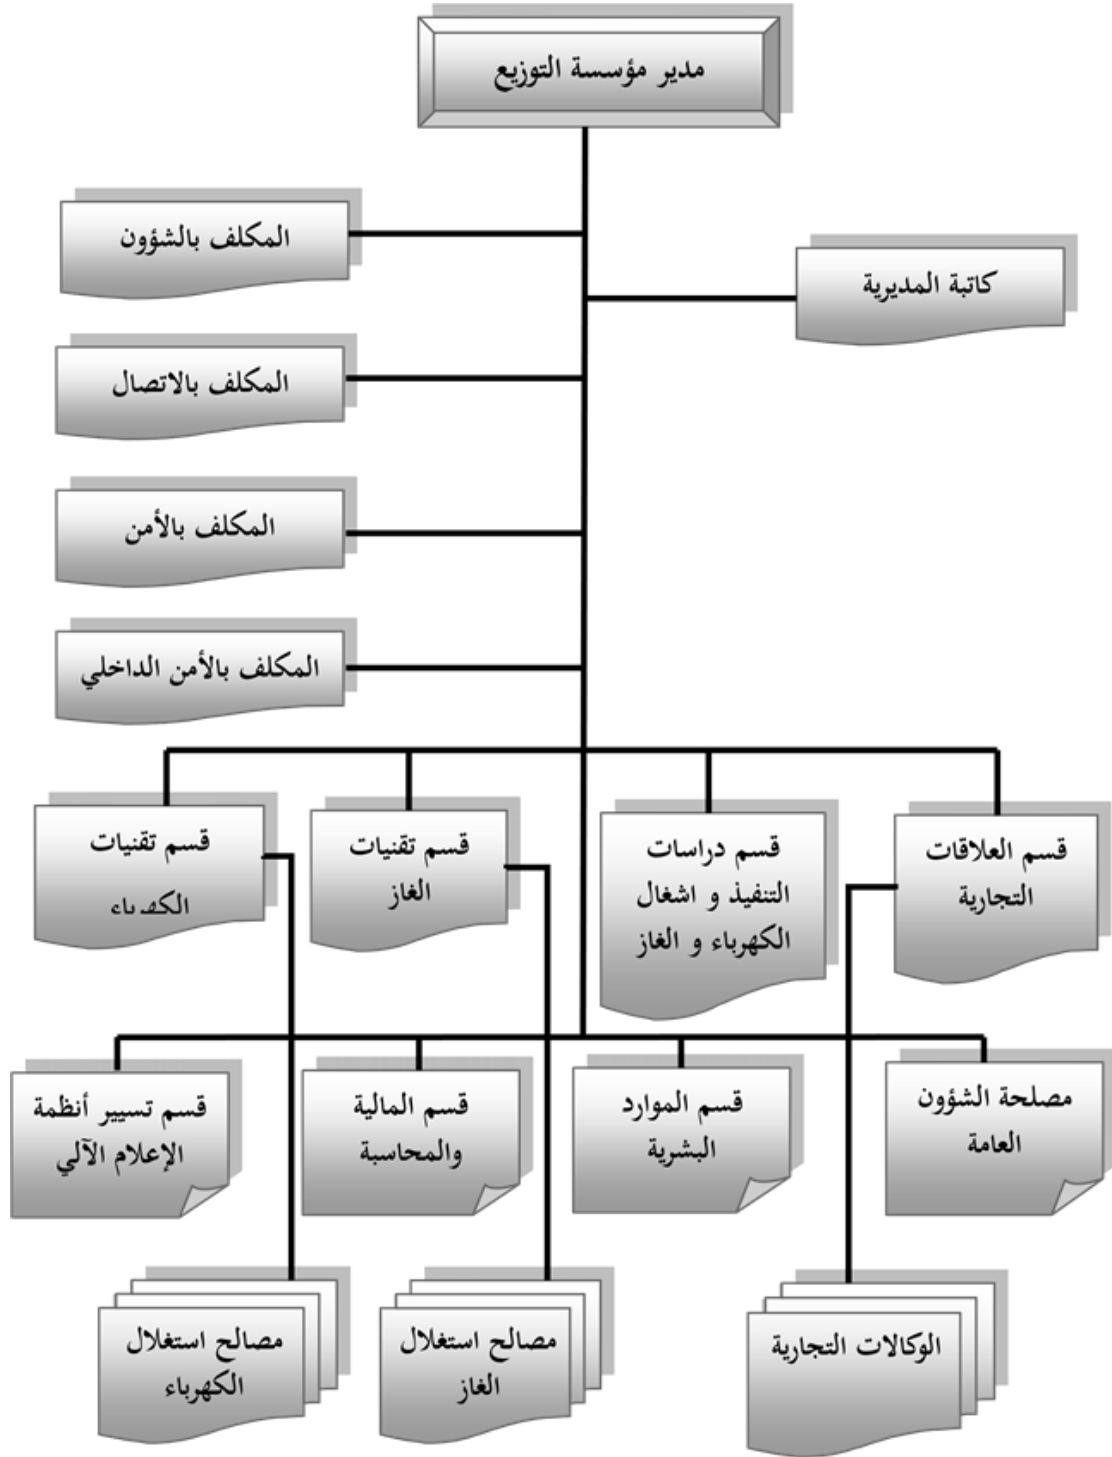 مدير مؤسسة التوزيع
المكلف بالشؤون
كاتبة المديرية
المكلف بالاتصال
المكلف بالأمن
المكلف بالأمن الداخلي
قسم العلاقات
التجارية
قسم دراسات
التنفيذ و اشغال
الكهرباء و الغاز
قسم تقنيات
الغاز
قسم تقنيات
الكهرباء
مصلحة الشؤون
العامة
قسم الموارد
البشرية
قسم المالية
والمحاسبة
قسم تسيير أنظمة
الإعلام الآلي
الوكالات التجارية
مصالح استغلال
الغاز
مصالح استغلال
الكهرباء